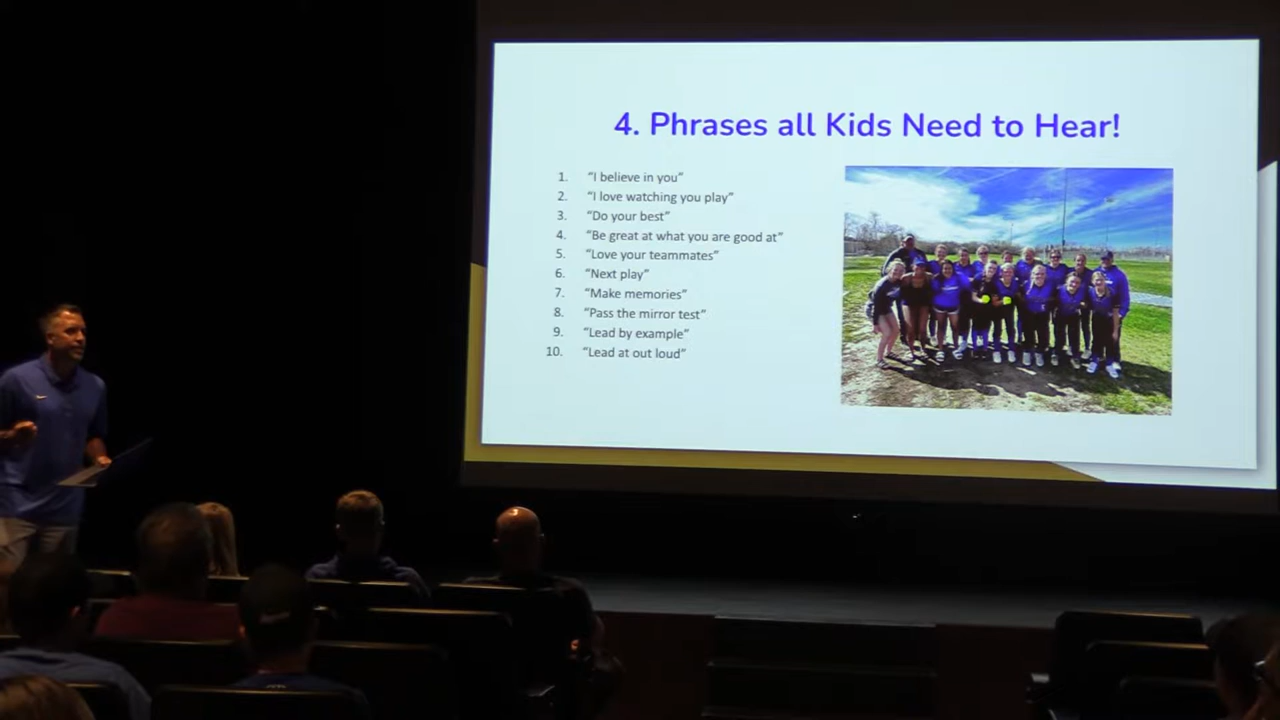 4. Phrases all Kids Need to Hear!
1. “I believe in you”
2. “I love watching you play”
3. “Do your best”
4. “Be great at what you are good at”
5. “Love your teammates”
6. “Next play”
7. “Make memories”
8. “Pass the mirror test”
9. “Lead by example”
10. “Lead at out loud”